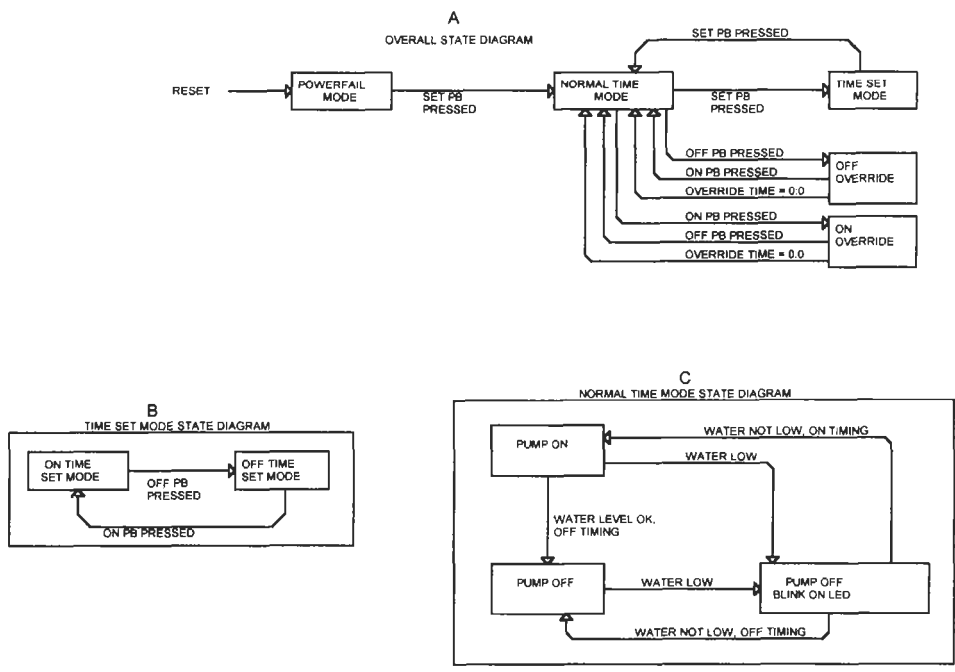 A
OVERALL STATE DIAGRAM
SET PB PRESSED
RESET
POWERFAIL
MODE
SET PB
PRESSED
NORMAL TIME
MODE
SET PB
PRESSED
TIME SET
MODE
OFF PB PRESSED
ON PB PRESSED
OVERRIDE TIME = 0:0
OFF
OVERRIDE
ON PB PRESSED
OFF PB PRESSED
OVERRIDE TIME = 0:0
ON
OVERRIDE
B
TIME SET MODE STATE DIAGRAM
ON TIME
SET MODE
OFF PB
PRESSED
OFF TIME
SET MODE
ON PB PRESSED
C
NORMAL TIME MODE STATE DIAGRAM
PUMP ON
WATER NOT LOW, ON TIMING
WATER LOW
WATER LEVEL OK,
OFF TIMING
PUMP OFF
WATER LOW
PUMP OFF
BLINK ON LED
WATER NOT LOW, OFF TIMING